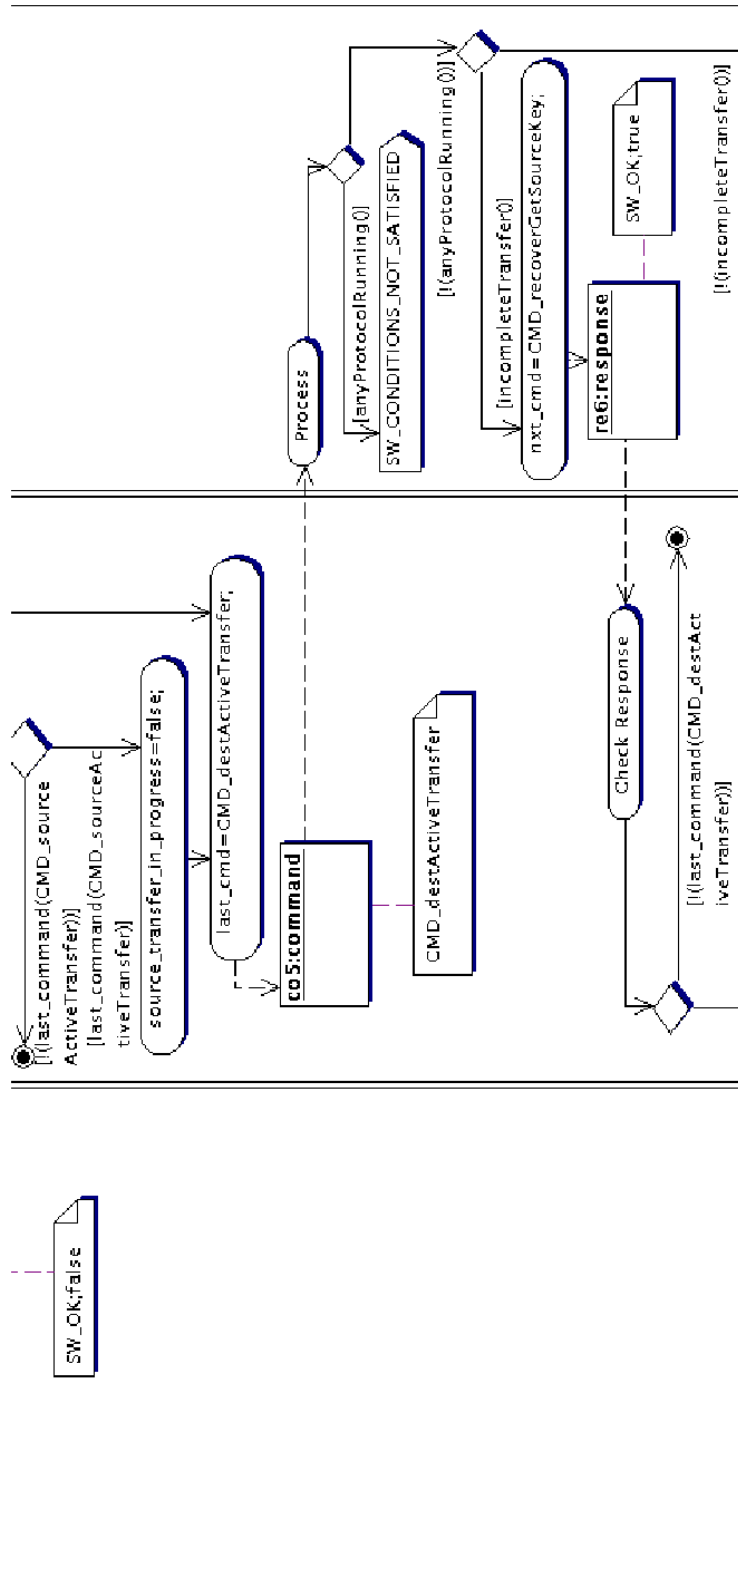 Process
[anyProtocolRunning()]
SW_CONDITIONS_NOT_SATISFIED
[!(anyProtocolRunning())]
[incompleteTransfer()]
nxt_cmd=CMD_recoverGetSourceKey;
re6:response
SW_OK;true
[!(incompleteTransfer())]
[!(last_command(CMD_source
ActiveTransfer))]
[last_command(CMD_sourceAc
tiveTransfer)]
source_transfer_in_progress=false;
last_cmd=CMD_destActiveTransfer;
co5:command
CMD_destActiveTransfer
Check Response
[!(last_command(CMD_destAct
iveTransfer))]
SW_OK;false